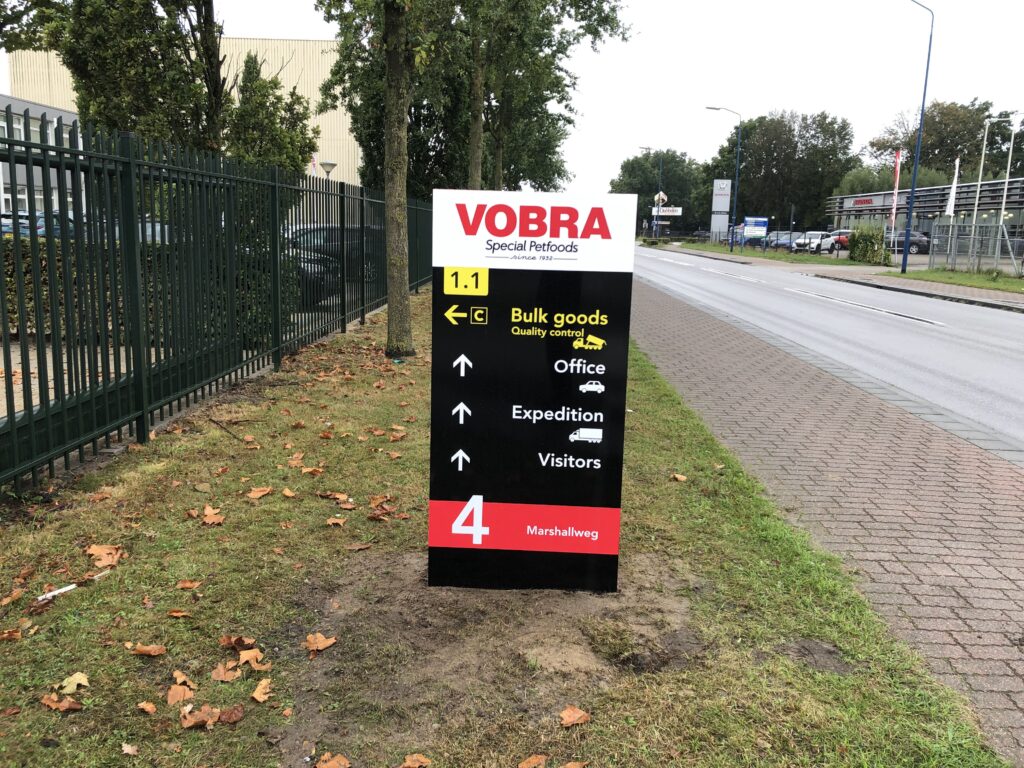 VOBRA
Special Petfoods
since 1932
1.1
C Bulk goods
Quality control
Office
Expedition
Visitors
4 Marshallweg